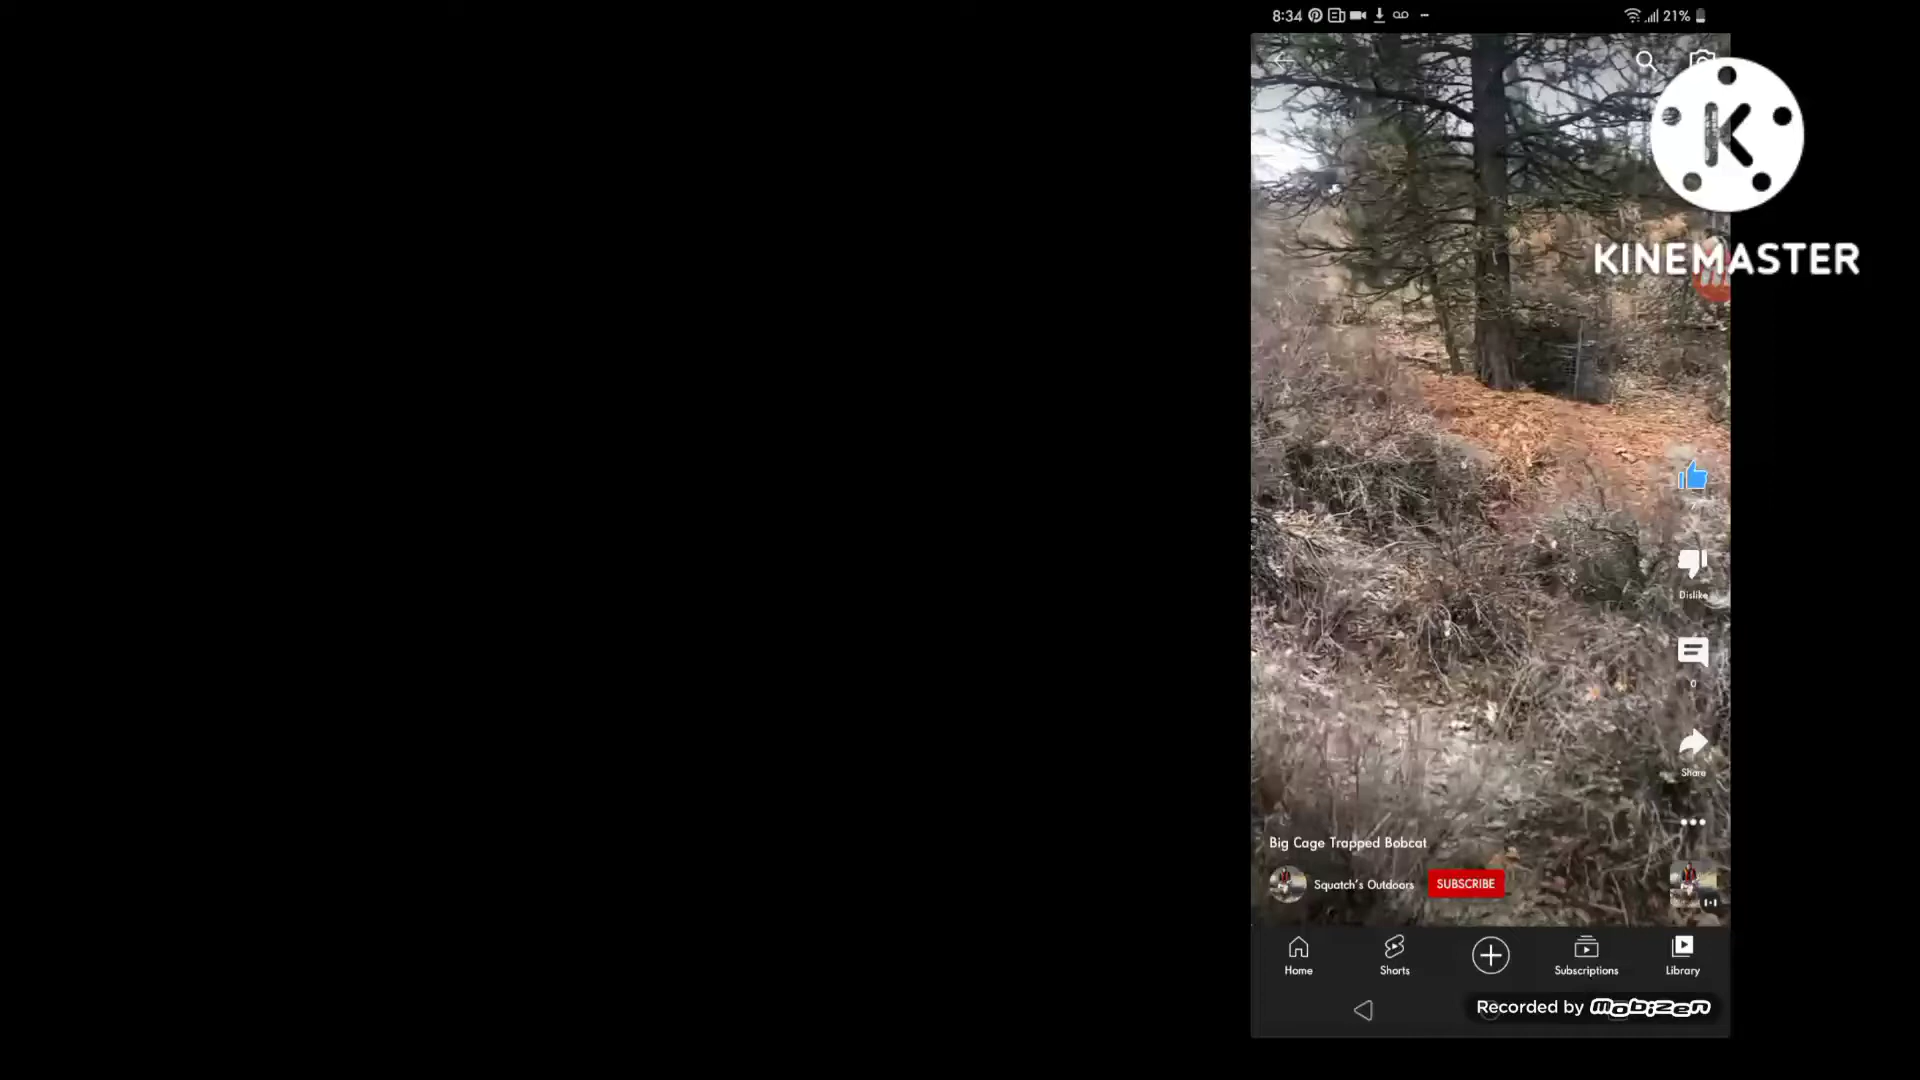 8:34
21%
KINEMASTER
Dislike
0
Share
Big Cage Trapped Bobcat
Squatch's Outdoors
SUBSCRIBE
Home
Shorts
Subscriptions
Library
Recorded by mobizen